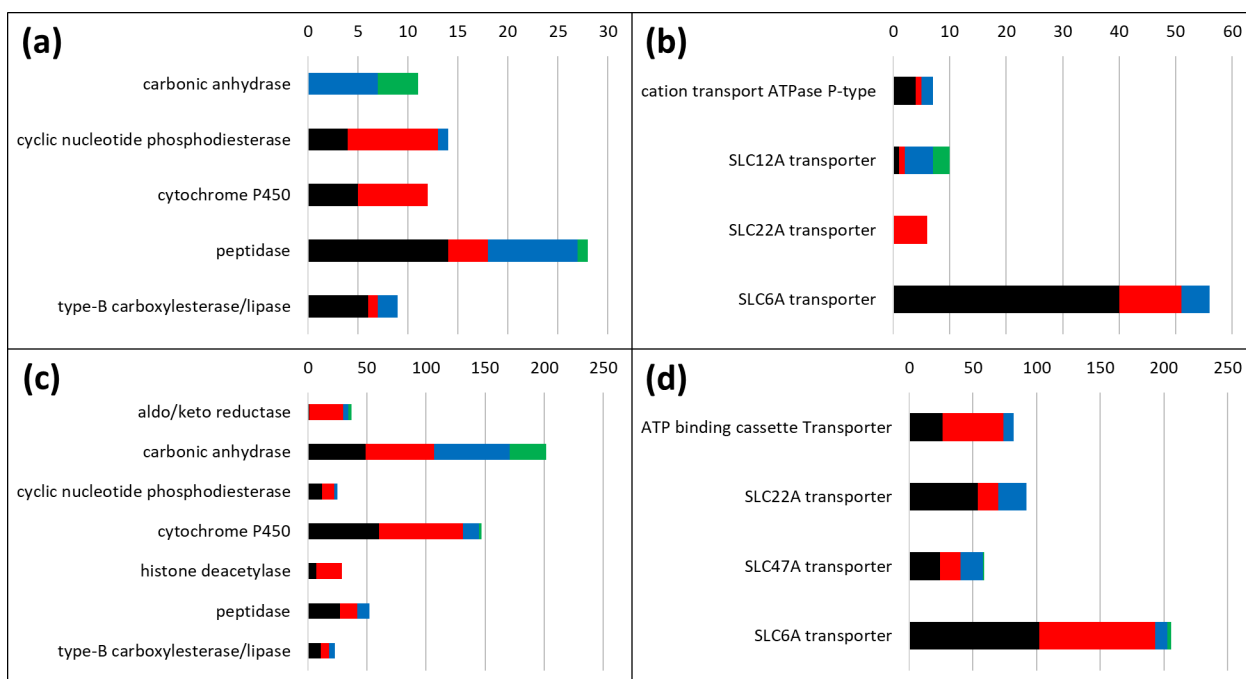 (a)
0 5 10 15 20 25 30
carbonic anhydrase
cyclic nucleotide phosphodiesterase
cytochrome P450
peptidase
type-B carboxylesterase/lipase
(b)
0 10 20 30 40 50 60
cation transport ATPase P-type
SLC12A transporter
SLC22A transporter
SLC6A transporter
(c)
0 50 100 150 200 250
aldo/keto reductase
carbonic anhydrase
cyclic nucleotide phosphodiesterase
cytochrome P450
histone deacetylase
peptidase
type-B carboxylesterase/lipase
(d)
0 50 100 150 200 250
ATP binding cassette Transporter
SLC22A transporter
SLC47A transporter
SLC6A transporter